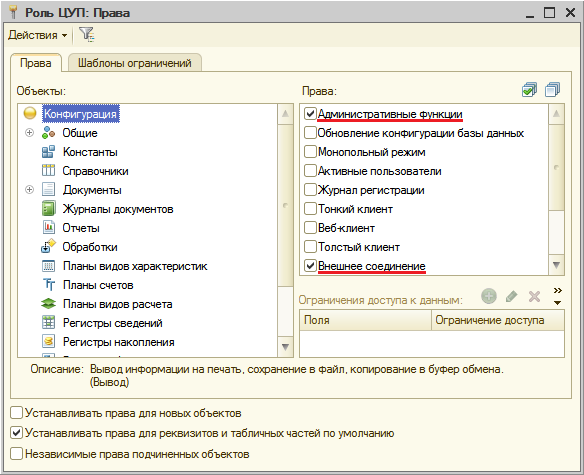 Роль ЦУП: Права
Действия
Права
Шаблоны ограничений
Объекты:
Конфигурация
Общие
Константы
Справочники
Документы
Журналы документов
Отчеты
Обработки
Планы видов характеристик
Планы счетов
Планы видов расчета
Регистры сведений
Регистры накопления
Права:
Административные функции
Обновление конфигурации базы данных
Монопольный режим
Активные пользователи
Журнал регистрации
Тонкий клиент
Веб-клиент
Толстый клиент
Внешнее соединение
Ограничения доступа к данным:
Поля
Ограничение доступа
Описание: Вывод информации на печать, сохранение в файл, копирование в буфер обмена.
(Вывод)
Устанавливать права для новых объектов
Устанавливать права для реквизитов и табличных частей по умолчанию
Независимые права подчиненных объектов